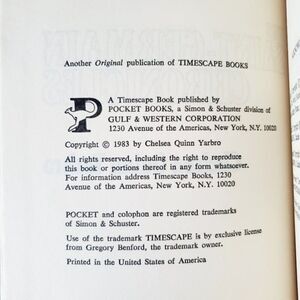 Another Original publication of TIMESCAPE BOOKS
P
A Timescape Book published by
POCKET BOOKS, a Simon & Schuster division of
GULF & WESTERN CORPORATION
1230 Avenue of the Americas, New York, N.Y. 10020
Copyright © 1983 by Chelsea Quinn Yarbro
All rights reserved, including the right to reproduce
this book or portions thereof in any form whatsoever.
For information address Timescape Books, 1230
Avenue of the Americas, New York, N.Y. 10020
POCKET and colophon are registered trademarks
of Simon & Schuster.
Use of the trademark TIMESCAPE is by exclusive license
from Gregory Benford, the trademark owner.
Printed in the United States of America